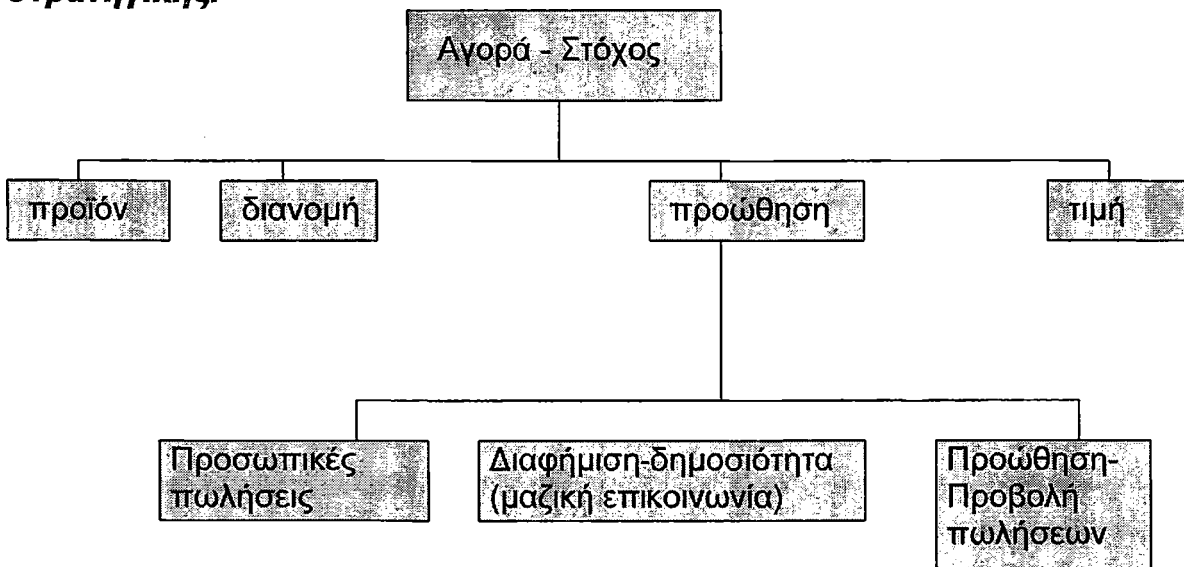 Αγορά - Στόχος
προϊόν διανομή προώθηση τιμή
Προσωπικές
πωλήσεις
Διαφήμιση-δημοσιότητα
(μαζική επικοινωνία)
Προώθηση-
Προβολή
πωλήσεων